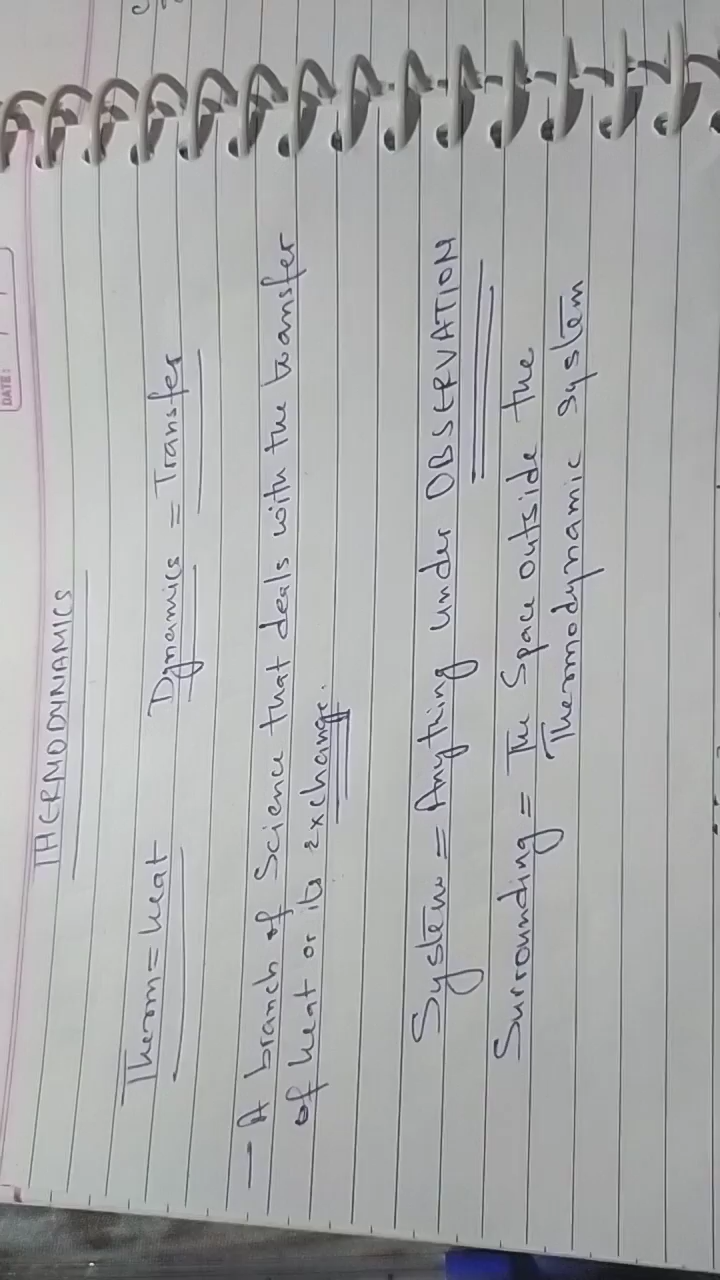 DATE:
THERMODYNAMICS
Therm = heat Dynamics = Transfer
- A branch of Science that deals with the transfer
of heat or its exchange.
System = Anything under OBSERVATION
Surrounding = The Space outside the
Thermodynamic system